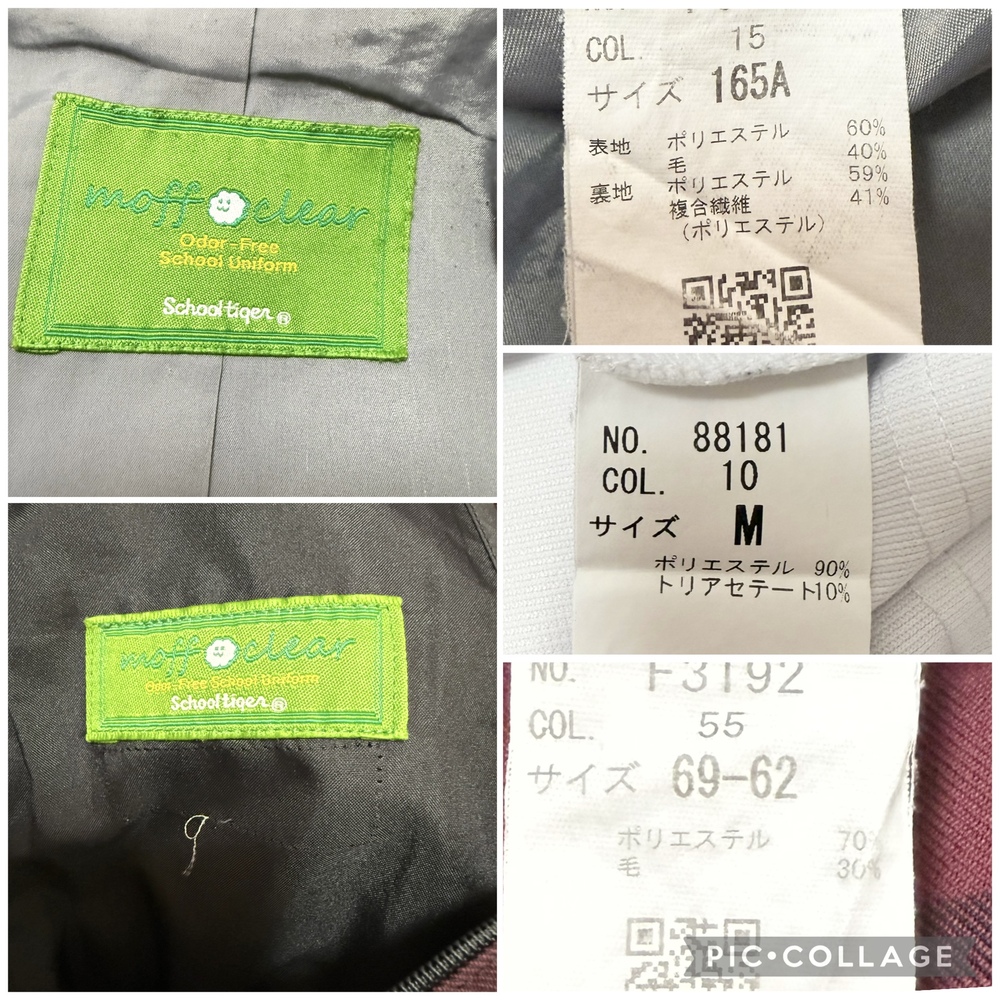 moff clear
Odor-Free
School Uniform
Schooltiger®
COL. 15
サイズ 165A
表地 ポリエステル 60%
毛 40%
裏地 ポリエステル 59%
複合繊維 41%
(ポリエステル)
NO. 88181
COL. 10
サイズ M
ポリエステル 90%
トリアセテート10%
moff clear
Odor-Free School Uniform
Schooltiger®
NO. F3192
COL. 55
サイズ 69-62
ポリエステル 70%
毛 30%
PIC•COLLAGE